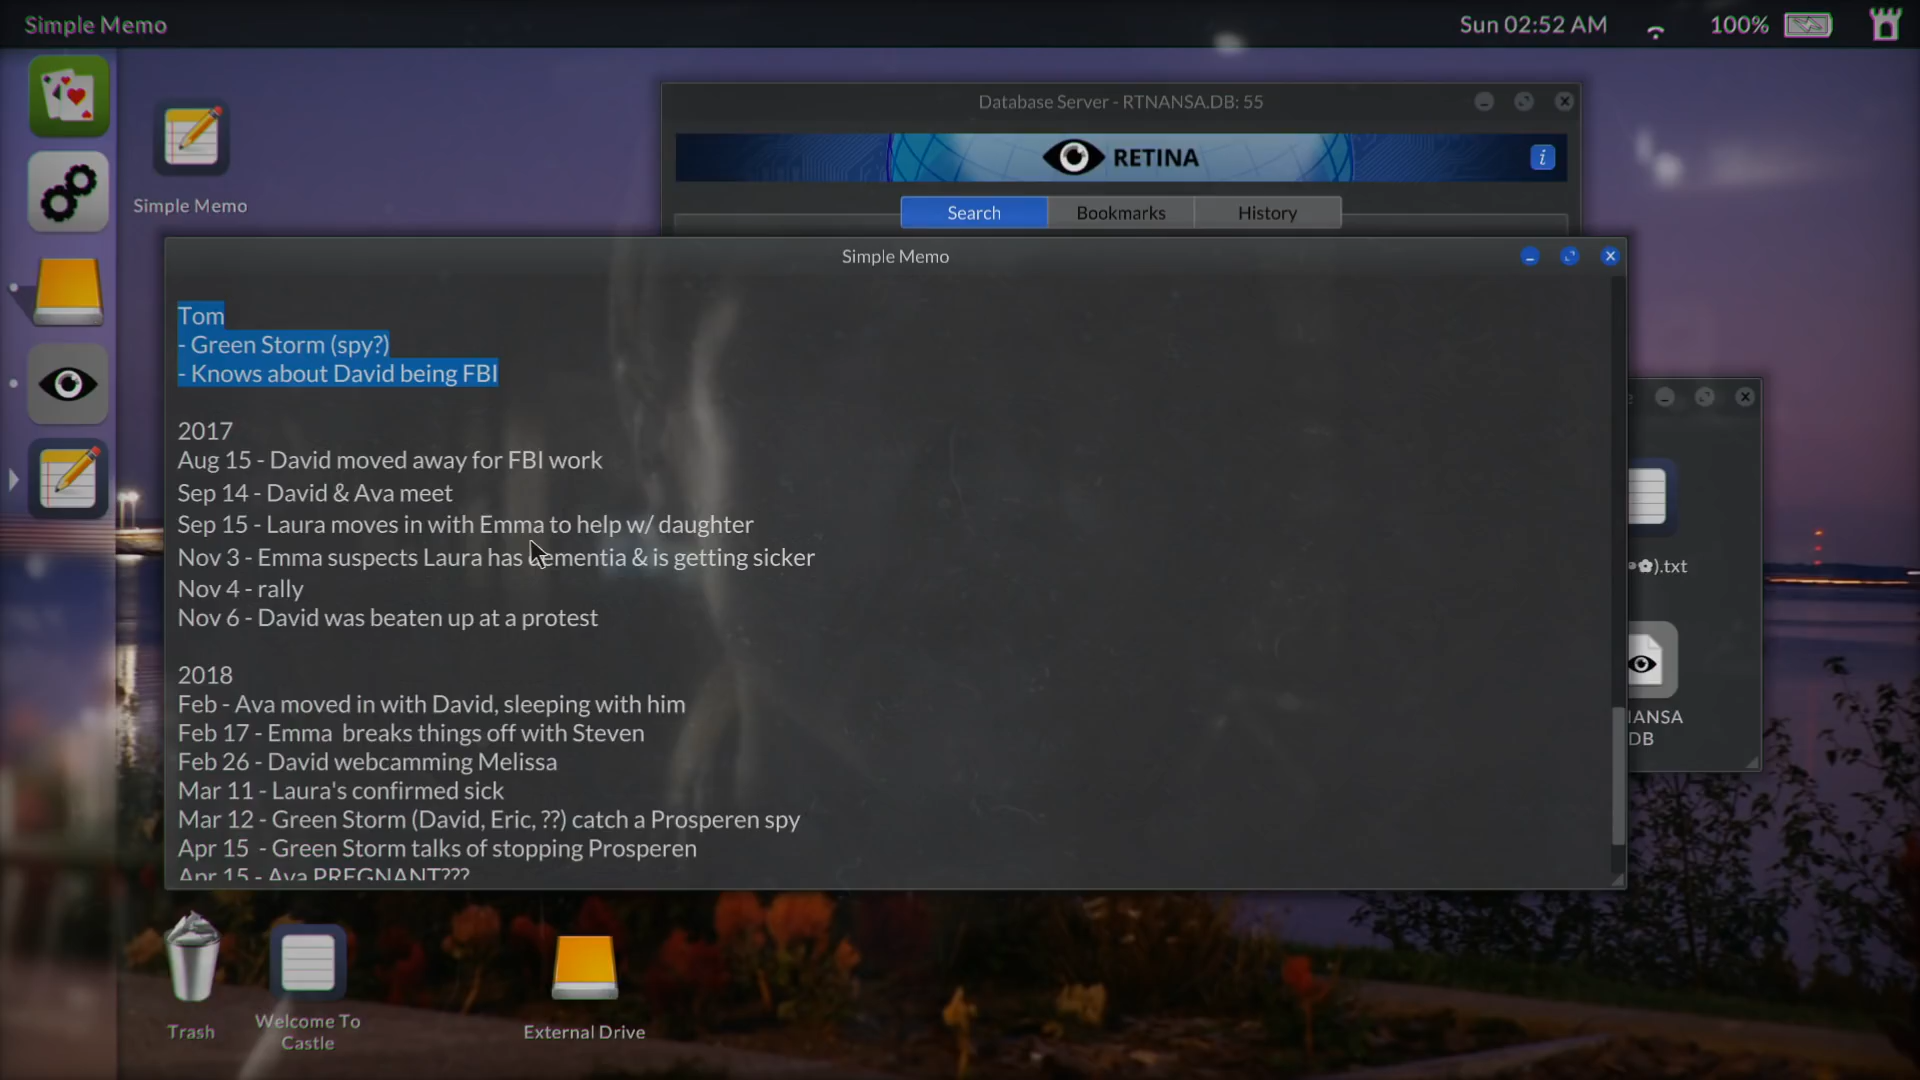 Simple Memo
Sun 02:52 AM
100%
Simple Memo
Database Server - RTNANSA.DB: 55
RETINA
i
Search
Bookmarks
History
Simple Memo
Tom
- Green Storm (spy?)
- Knows about David being FBI
2017
Aug 15 - David moved away for FBI work
Sep 14 - David & Ava meet
Sep 15 - Laura moves in with Emma to help w/ daughter
Nov 3 - Emma suspects Laura has dementia & is getting sicker
Nov 4 - rally
Nov 6 - David was beaten up at a protest
2018
Feb - Ava moved in with David, sleeping with him
Feb 17 - Emma  breaks things off with Steven
Feb 26 - David webcamming Melissa
Mar 11 - Laura's confirmed sick
Mar 12 - Green Storm (David, Eric, ??) catch a Prosperen spy
Apr 15  - Green Storm talks of stopping Prosperen
Apr 15 - Ava PREGNANT???
).txt
IANSA
DB
Trash
Welcome To
Castle
External Drive